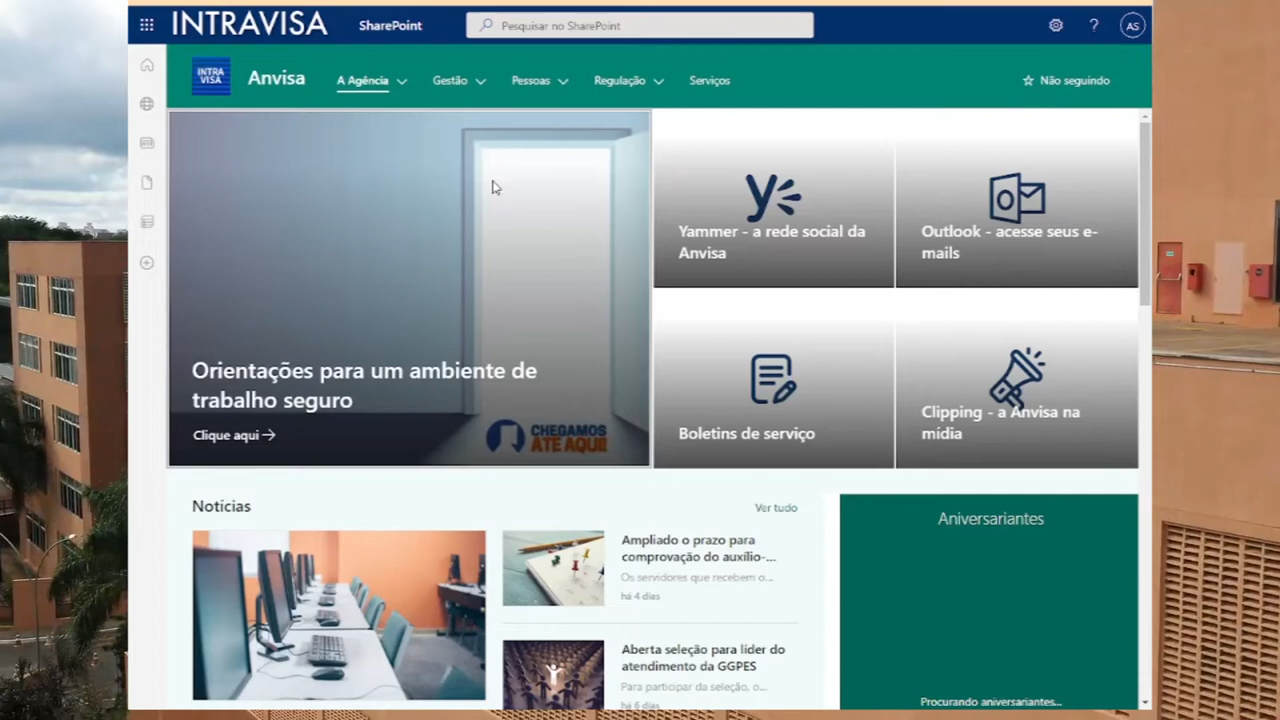 INTRAVISA
SharePoint
Pesquisar no SharePoint
?
AS
INTRA
VISA
Anvisa
A Agência
Gestão
Pessoas
Regulação
Serviços
Não seguindo
Orientações para um ambiente de
trabalho seguro
Clique aqui
CHEGAMOS
ATÉ AQUI!
Yammer - a rede social da
Anvisa
Outlook - acesse seus e-
mails
Boletins de serviço
Clipping - a Anvisa na
mídia
Notícias
Ver tudo
Ampliado o prazo para
comprovação do auxílio-...
Os servidores que recebem o...
há 4 dias
Aberta seleção para líder do
atendimento da GGPES
Para participar da seleção, o...
há 6 dias
Aniversariantes
Procurando aniversariantes...